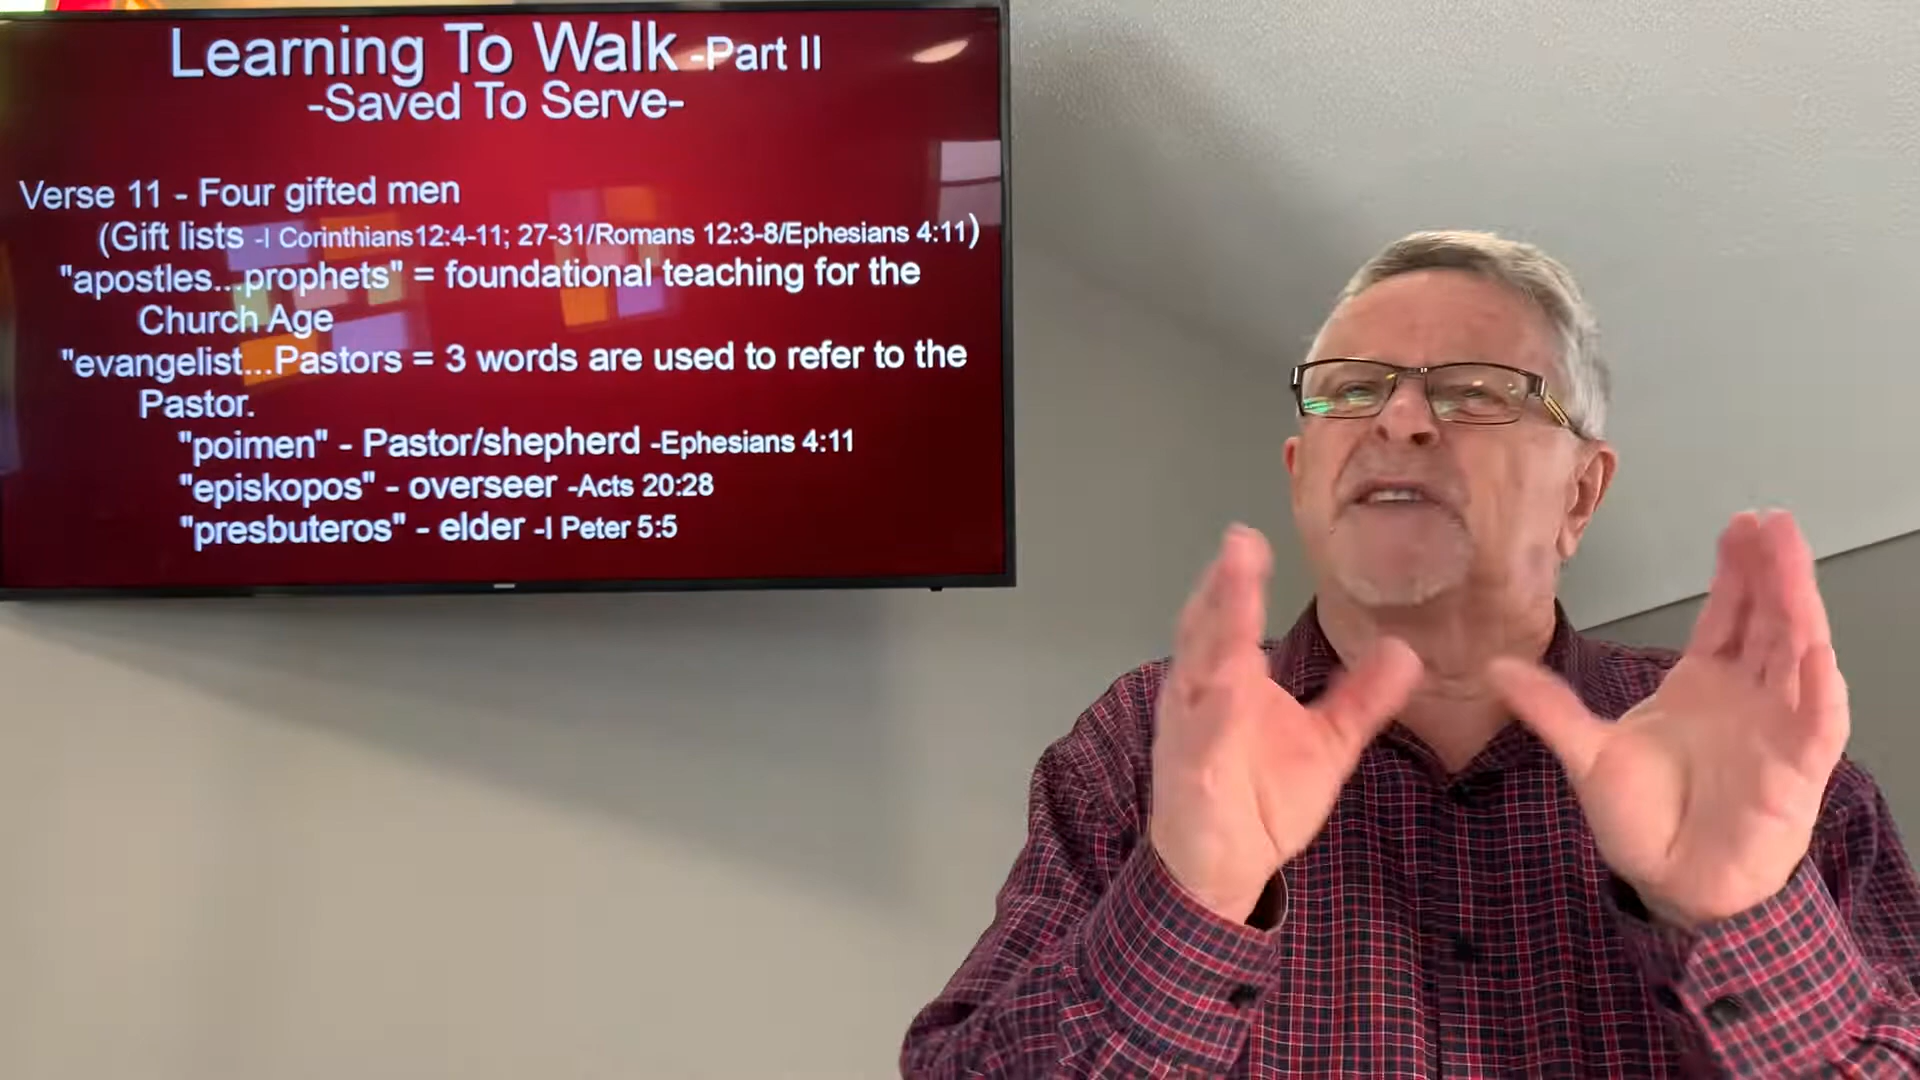 Learning To Walk -Part II
-Saved To Serve-
Verse 11 - Four gifted men
(Gift lists -I Corinthians12:4-11; 27-31/Romans 12:3-8/Ephesians 4:11)
"apostles...prophets" = foundational teaching for the
Church Age
"evangelist...Pastors = 3 words are used to refer to the
Pastor.
"poimen" - Pastor/shepherd -Ephesians 4:11
"episkopos" - overseer -Acts 20:28
"presbuteros" - elder -I Peter 5:5